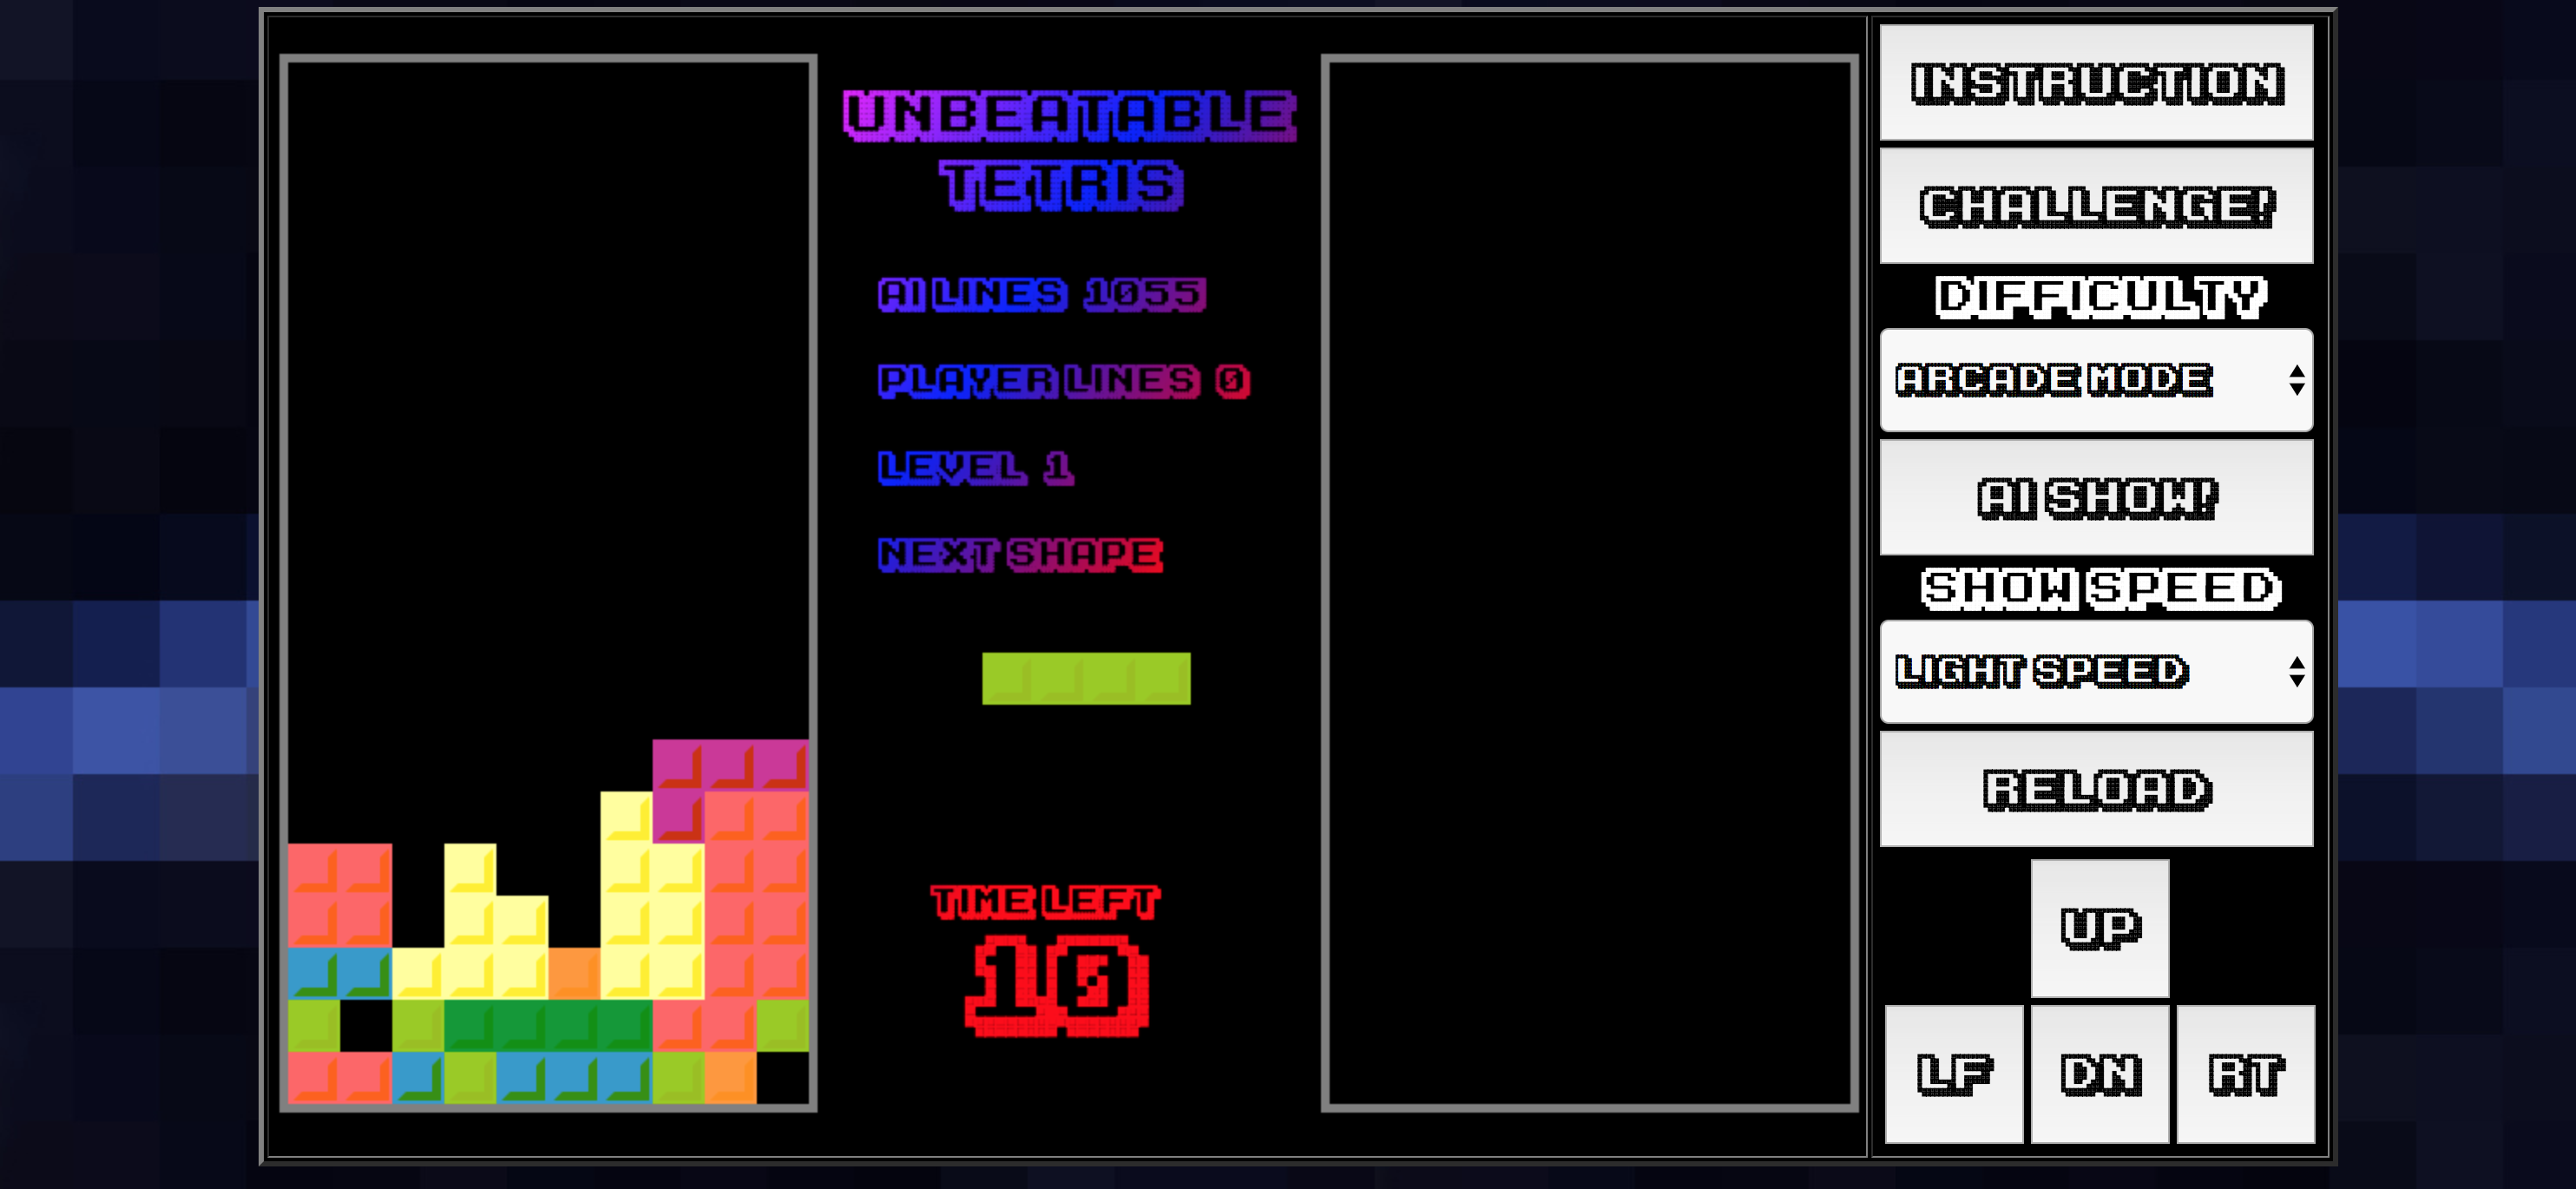 UNBEATABLE
TETRIS
AI LINES 1055
PLAYER LINES 0
LEVEL 1
NEXT SHAPE
TIME LEFT
10
INSTRUCTION
CHALLENGE!
DIFFICULTY
ARCADE MODE
AI SHOW!
SHOW SPEED
LIGHT SPEED
RELOAD
UP
LF DN RT